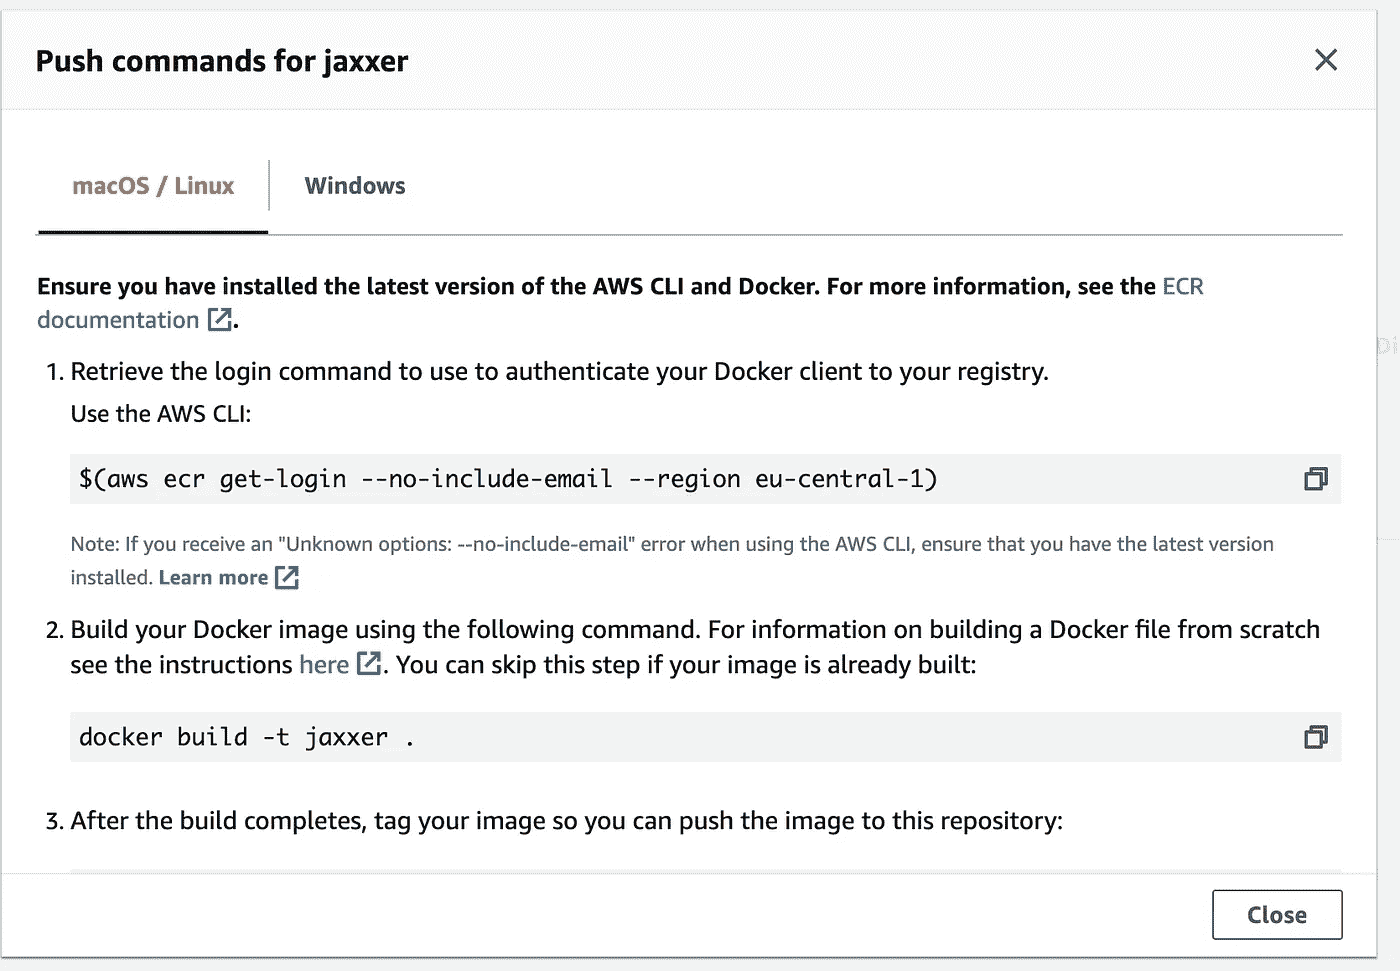 Push commands for jaxxer
macOS / Linux
Windows
Ensure you have installed the latest version of the AWS CLI and Docker. For more information, see the ECR
documentation.
1. Retrieve the login command to use to authenticate your Docker client to your registry.
Use the AWS CLI:
$(aws ecr get-login --no-include-email --region eu-central-1)
Note: If you receive an "Unknown options: --no-include-email" error when using the AWS CLI, ensure that you have the latest version
installed. Learn more
2. Build your Docker image using the following command. For information on building a Docker file from scratch
see the instructions here. You can skip this step if your image is already built:
docker build -t jaxxer .
3. After the build completes, tag your image so you can push the image to this repository:
Close